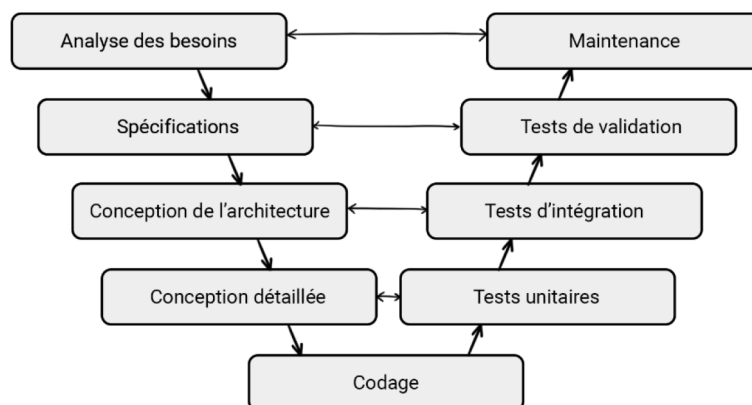 Analyse des besoins
Maintenance
Spécifications
Tests de validation
Conception de l'architecture
Tests d'intégration
Conception détaillée
Tests unitaires
Codage